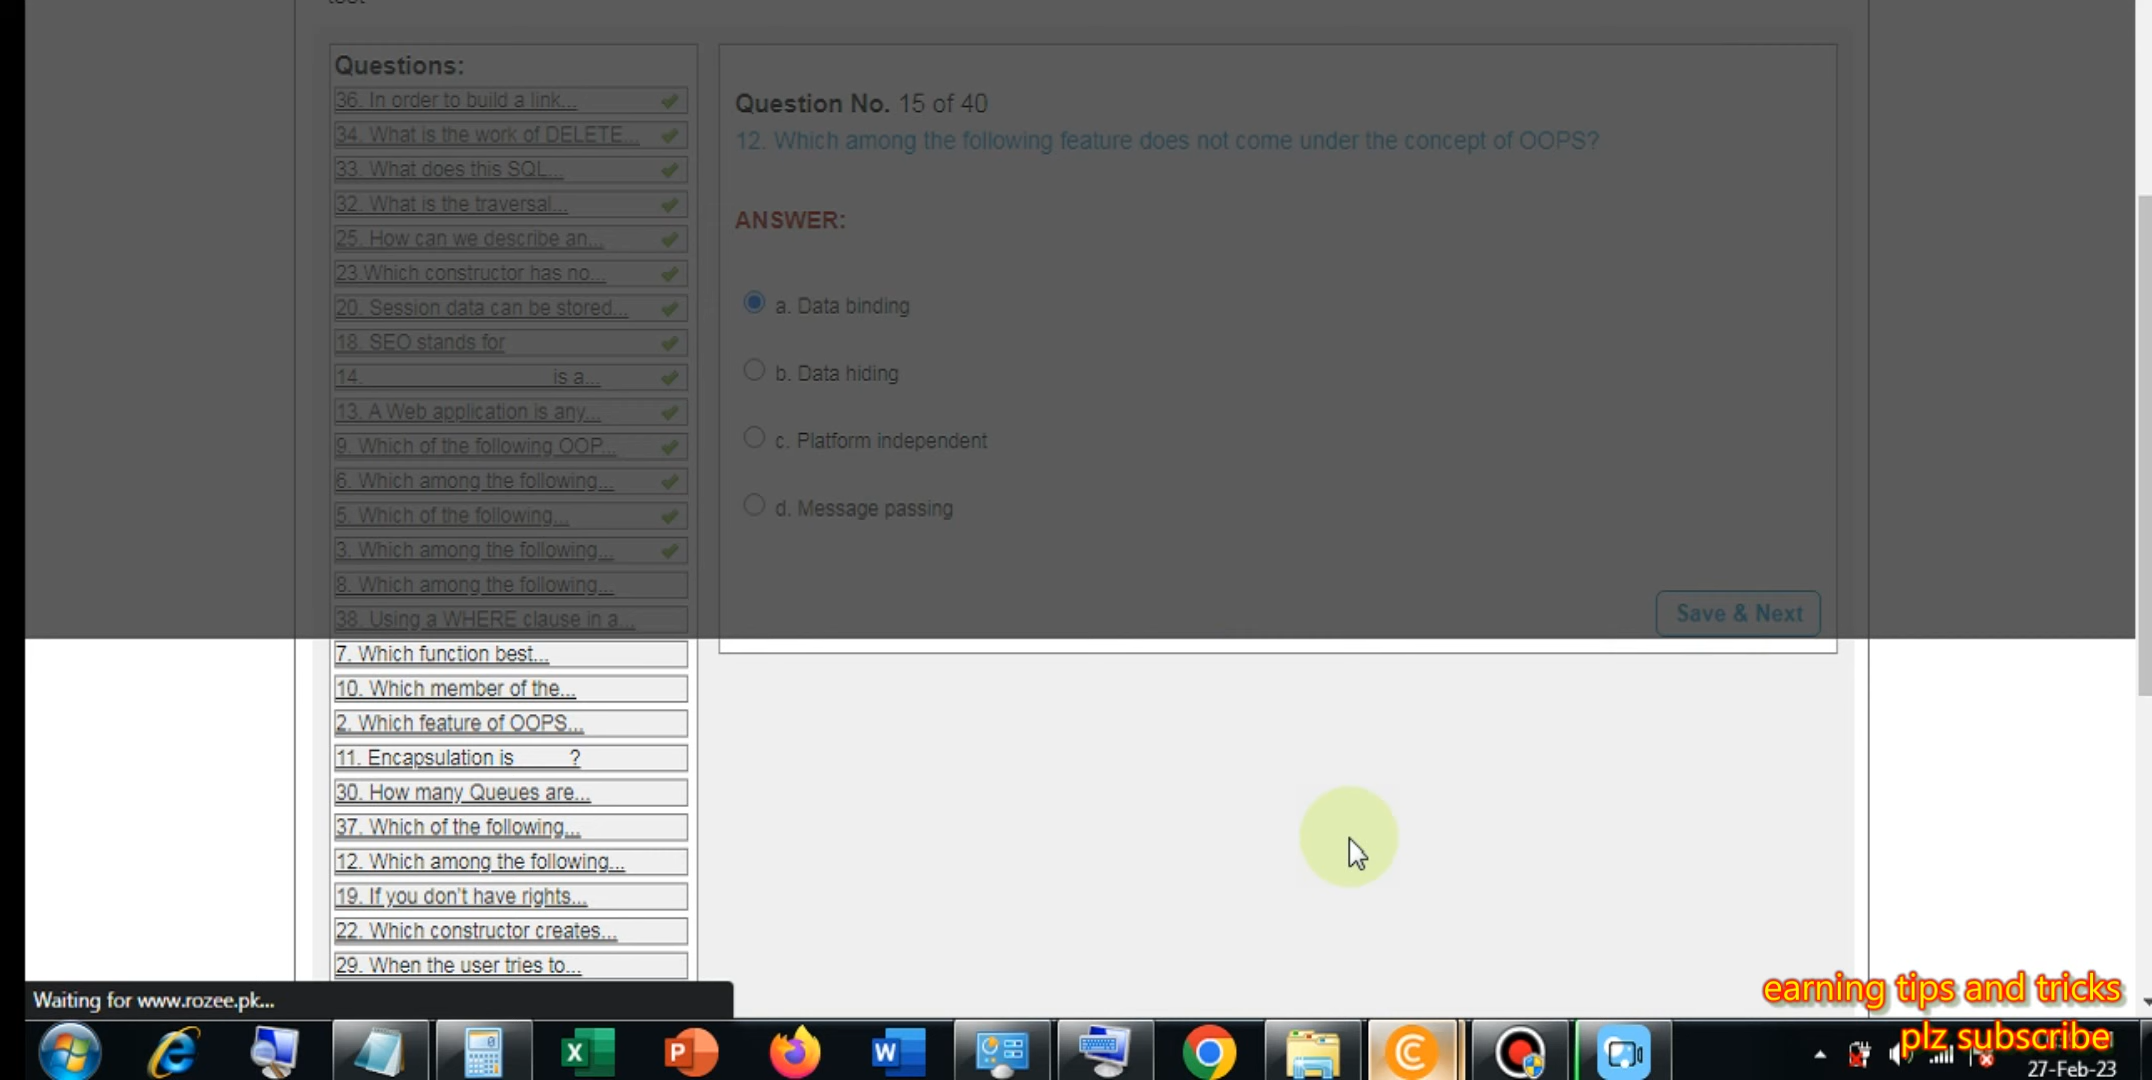 Questions:
36. In order to build a link...
34. What is the work of DELETE...
33. What does this SQL...
32. What is the traversal...
25. How can we describe an...
23.Which constructor has no...
20. Session data can be stored...
18. SEO stands for
14. ________________ is a...
13. A Web application is any...
9. Which of the following OOP...
6. Which among the following...
5. Which of the following...
3. Which among the following...
8. Which among the following...
38. Using a WHERE clause in a...
7. Which function best...
10. Which member of the...
2. Which feature of OOPS...
11. Encapsulation is_____?
30. How many Queues are...
37. Which of the following...
12. Which among the following...
19. If you don't have rights...
22. Which constructor creates...
29. When the user tries to...
Question No. 15 of 40
12. Which among the following feature does not come under the concept of OOPS?
ANSWER:
a. Data binding
b. Data hiding
c. Platform independent
d. Message passing
Save & Next
Waiting for www.rozee.pk...
earning tips and tricks
plz subscribe
27-Feb-23